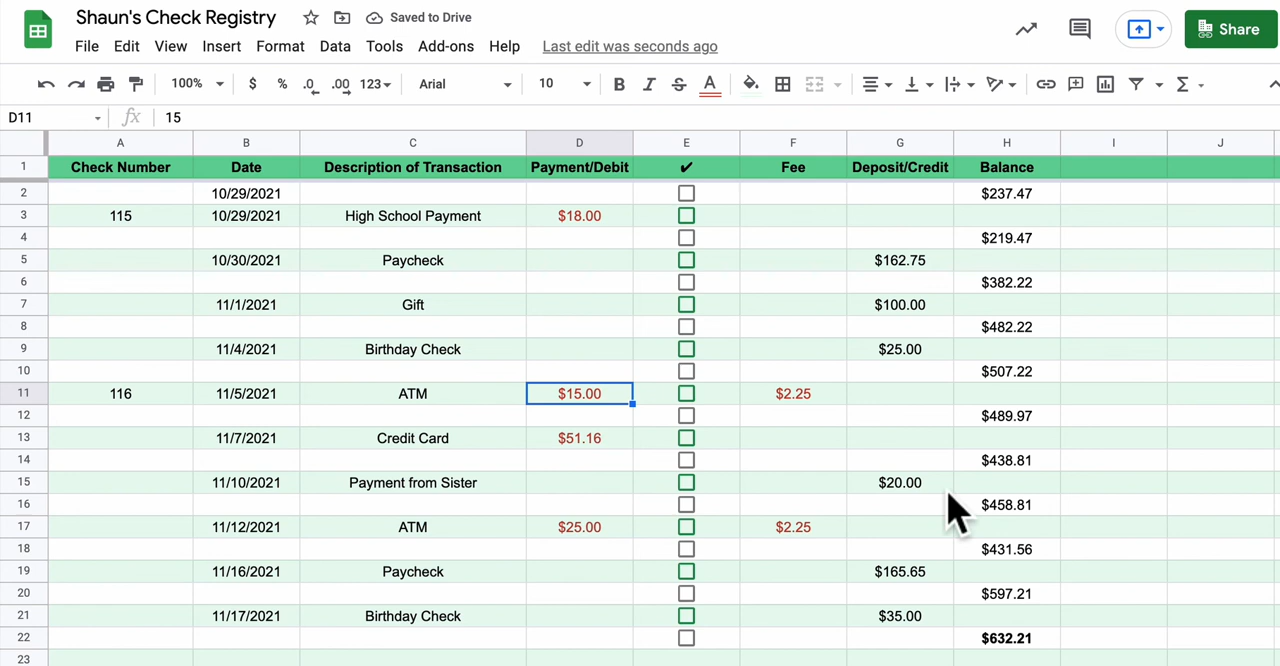 Shaun's Check Registry Saved to Drive
File Edit View Insert Format Data Tools Add-ons Help Last edit was seconds ago
Share
100% $ % .0 .00 123 Arial 10 B I S A Σ
D11 fx 15
A B C D E F G H I J
1 Check Number Date Description of Transaction Payment/Debit ✔ Fee Deposit/Credit Balance
2 10/29/2021 $237.47
3 115 10/29/2021 High School Payment $18.00
4 $219.47
5 10/30/2021 Paycheck $162.75
6 $382.22
7 11/1/2021 Gift $100.00
8 $482.22
9 11/4/2021 Birthday Check $25.00
10 $507.22
11 116 11/5/2021 ATM $15.00 $2.25
12 $489.97
13 11/7/2021 Credit Card $51.16
14 $438.81
15 11/10/2021 Payment from Sister $20.00
16 $458.81
17 11/12/2021 ATM $25.00 $2.25
18 $431.56
19 11/16/2021 Paycheck $165.65
20 $597.21
21 11/17/2021 Birthday Check $35.00
22 $632.21
23